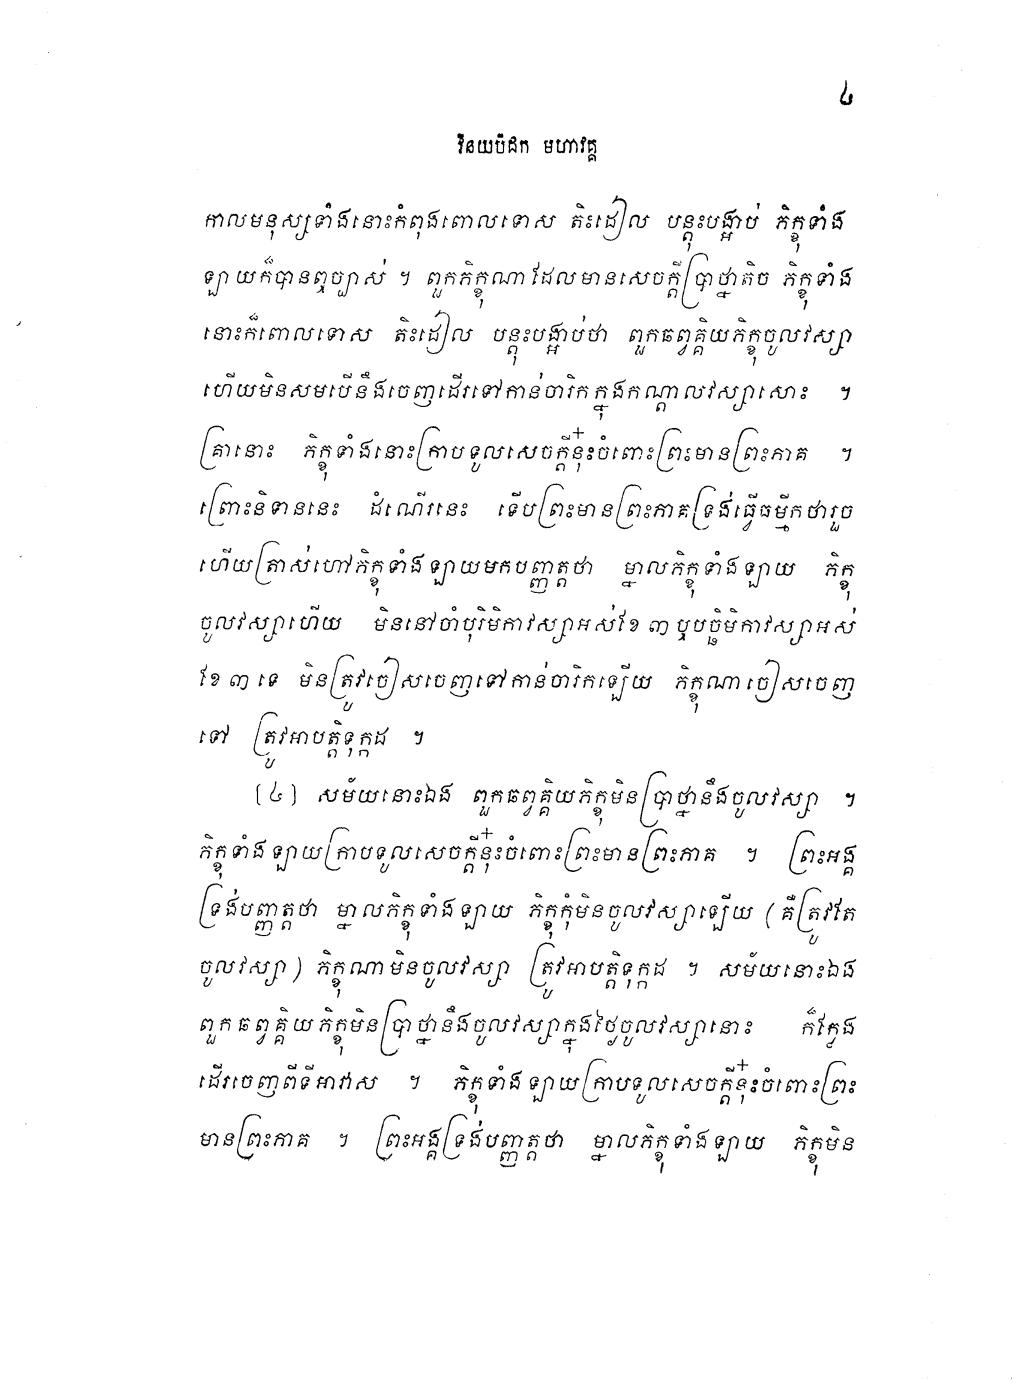 ៤
វិនយបិដក មហាវគ្គ
កាលមនុស្សទាំងនោះកំពុងពោលទោស តិះដៀល បន្តុះបង្អាប់ ភិក្ខុទាំង
ឡាយក៏បានឮច្បាស់ ។ ពួកភិក្ខុណាដែលមានសេចក្តីប្រាថ្នាតិច ភិក្ខុទាំង
នោះក៏ពោលទោស តិះដៀល បន្តុះបង្អាប់ថា ពួកឆព្វគ្គិយភិក្ខុចូលវស្សា
ហើយមិនសមបើនឹងចេញដើរទៅកាន់ចារិកក្នុងកណ្តាលវស្សាសោះ ។
គ្រានោះ ភិក្ខុទាំងនោះក្រាបទូលសេចក្តីនុ៎ះចំពោះព្រះមានព្រះភាគ ។
ព្រោះនិទាននេះ ដំណើរនេះ ទើបព្រះមានព្រះភាគទ្រង់ធ្វើធម្មីកថារួច
ហើយត្រាស់ហៅភិក្ខុទាំងឡាយមកបញ្ញត្តថា ម្នាលភិក្ខុទាំងឡាយ ភិក្ខុ
ចូលវស្សាហើយ មិននៅចាំបុរិមិកាវស្សាអស់ខែ ៣ ឬបច្ឆិមិកាវស្សាអស់
ខែ ៣ ទេ មិនត្រូវចៀសចេញទៅកាន់ចារិកឡើយ ភិក្ខុណាចៀសចេញ
ទៅ ត្រូវអាបត្តិទុក្កដ ។
(៤) សម័យនោះឯង ពួកឆព្វគ្គិយភិក្ខុមិនប្រាថ្នានឹងចូលវស្សា ។
ភិក្ខុទាំងឡាយក្រាបទូលសេចក្តីនុ៎ះចំពោះព្រះមានព្រះភាគ ។ ព្រះអង្គ
ទ្រង់បញ្ញត្តថា ម្នាលភិក្ខុទាំងឡាយ ភិក្ខុកុំមិនចូលវស្សាឡើយ (គឺត្រូវតែ
ចូលវស្សា) ភិក្ខុណាមិនចូលវស្សា ត្រូវអាបត្តិទុក្កដ ។ សម័យនោះឯង
ពួកឆព្វគ្គិយភិក្ខុមិនប្រាថ្នានឹងចូលវស្សាក្នុងថ្ងៃចូលវស្សានោះ ក៏ក្លែង
ដើរចេញពីទីអាវាស ។ ភិក្ខុទាំងឡាយក្រាបទូលសេចក្តីនុ៎ះចំពោះព្រះ
មានព្រះភាគ ។ ព្រះអង្គទ្រង់បញ្ញត្តថា ម្នាលភិក្ខុទាំងឡាយ ភិក្ខុមិន